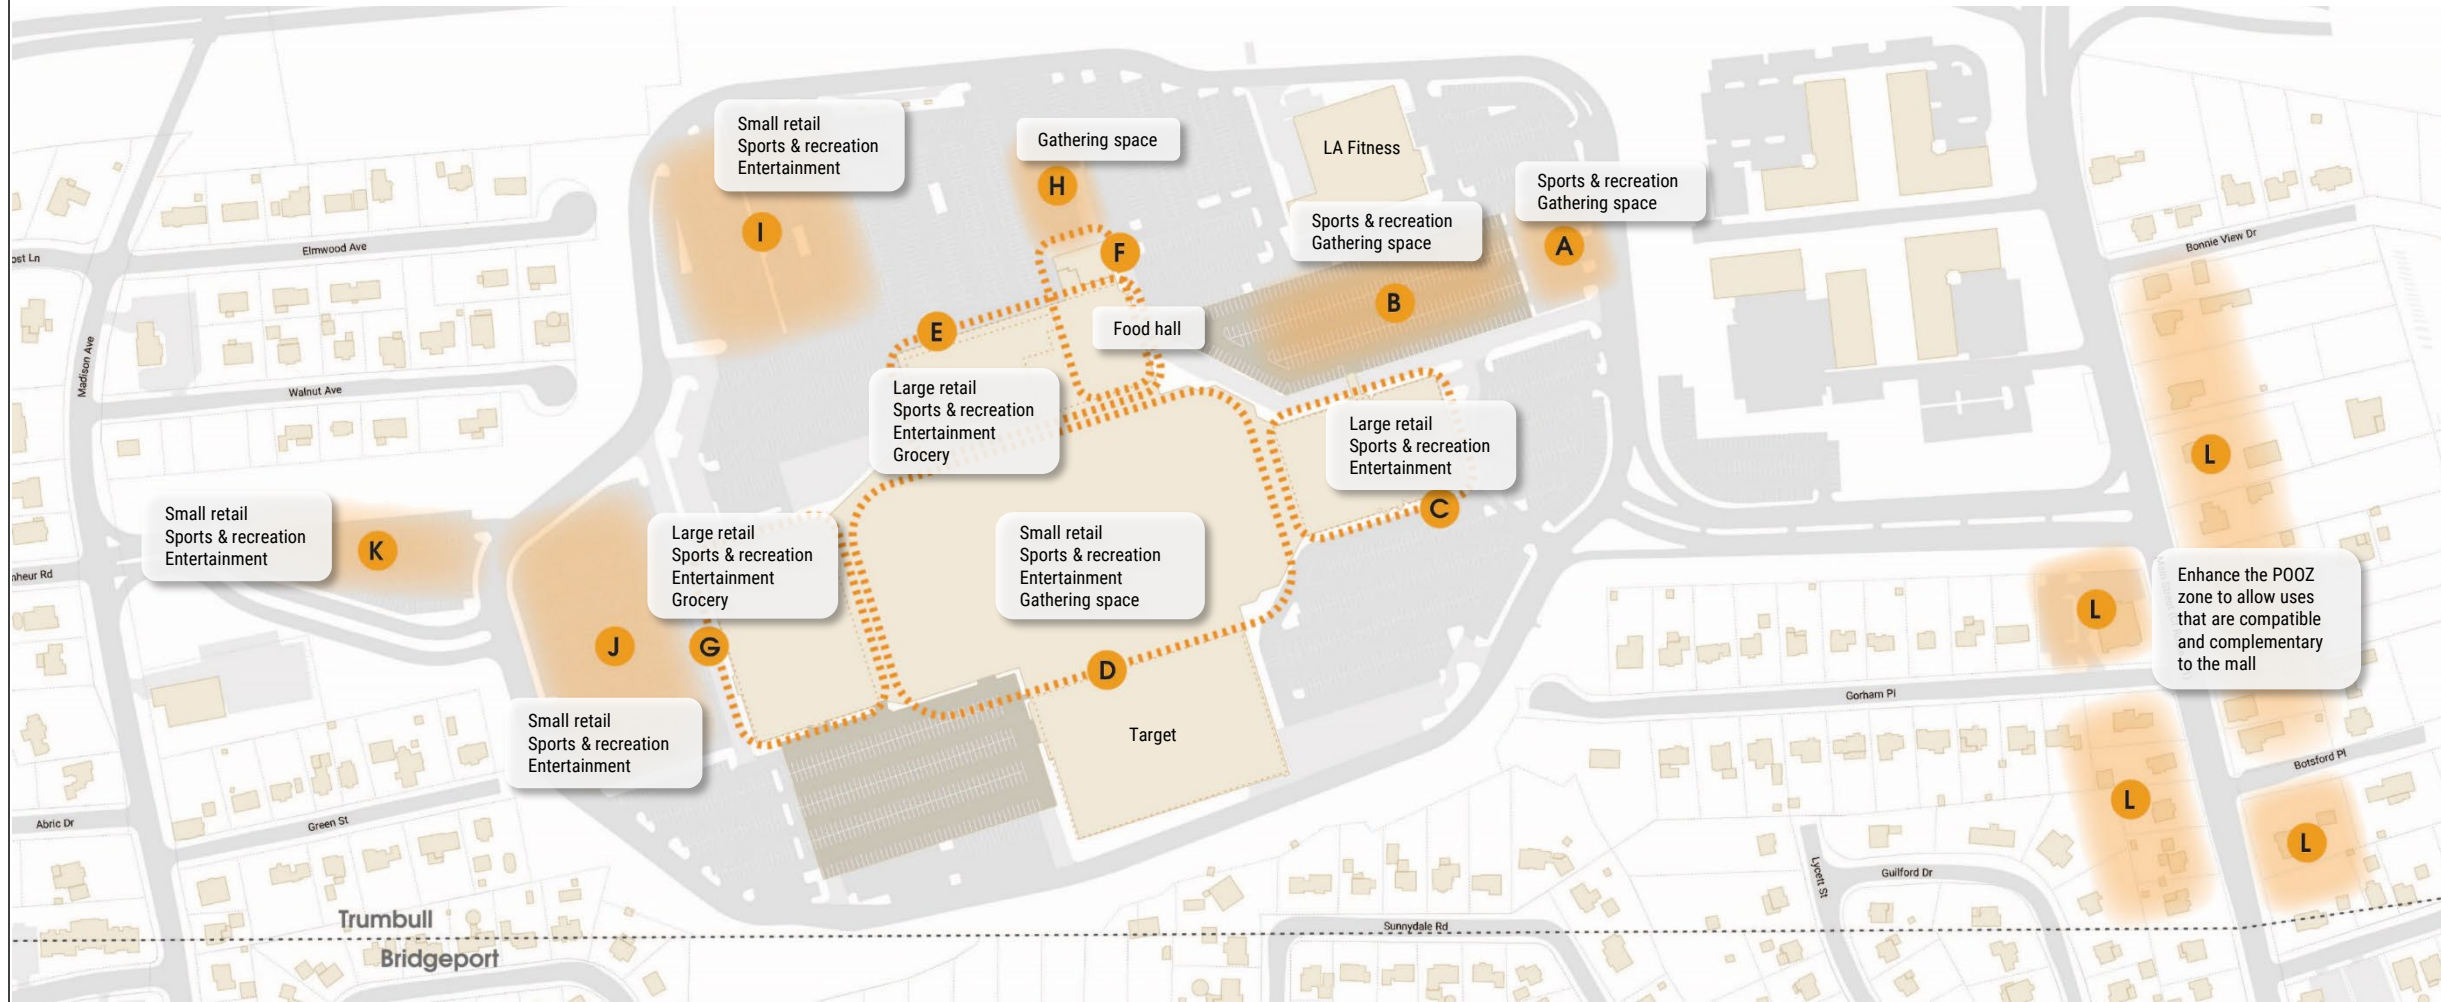 Small retail
Sports & recreation
Entertainment
I
Gathering space
H
LA Fitness
Sports & recreation
Gathering space
A
Sports & recreation
Gathering space
B
F
E
Food hall
Large retail
Sports & recreation
Entertainment
Grocery
Large retail
Sports & recreation
Entertainment
C
Small retail
Sports & recreation
Entertainment
K
Large retail
Sports & recreation
Entertainment
Grocery
G
J
Small retail
Sports & recreation
Entertainment
Small retail
Sports & recreation
Entertainment
Gathering space
D
Target
L
L
Enhance the POOZ
zone to allow uses
that are compatible
and complementary
to the mall
L
L
Elmwood Ave
ost Ln
Madison Ave
Walnut Ave
nheur Rd
Abric Dr
Green St
Trumbull
Bridgeport
Bonnie View Dr
Gorham Pl
Botsford Pl
Lycett St
Guilford Dr
Sunnydale Rd